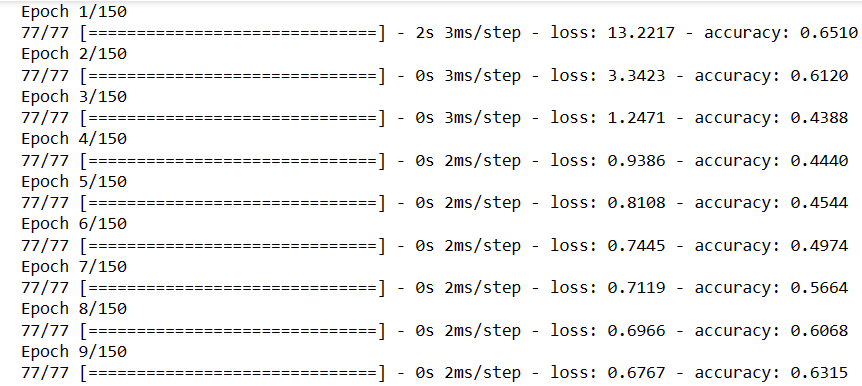 Epoch 1/150
77/77 [==============================] - 2s 3ms/step - loss: 13.2217 - accuracy: 0.6510
Epoch 2/150
77/77 [==============================] - 0s 3ms/step - loss: 3.3423 - accuracy: 0.6120
Epoch 3/150
77/77 [==============================] - 0s 3ms/step - loss: 1.2471 - accuracy: 0.4388
Epoch 4/150
77/77 [==============================] - 0s 2ms/step - loss: 0.9386 - accuracy: 0.4440
Epoch 5/150
77/77 [==============================] - 0s 2ms/step - loss: 0.8108 - accuracy: 0.4544
Epoch 6/150
77/77 [==============================] - 0s 2ms/step - loss: 0.7445 - accuracy: 0.4974
Epoch 7/150
77/77 [==============================] - 0s 2ms/step - loss: 0.7119 - accuracy: 0.5664
Epoch 8/150
77/77 [==============================] - 0s 2ms/step - loss: 0.6966 - accuracy: 0.6068
Epoch 9/150
77/77 [==============================] - 0s 2ms/step - loss: 0.6767 - accuracy: 0.6315